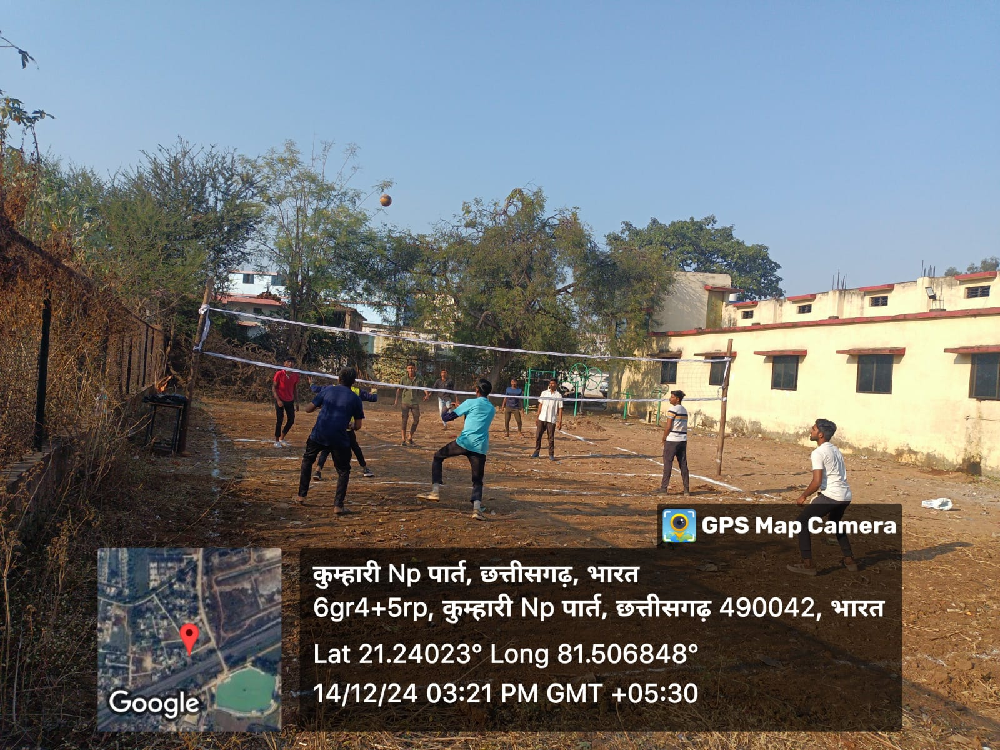 GPS Map Camera
कुम्हारी Np पार्त, छत्तीसगढ़, भारत
6gr4+5rp, कुम्हारी Np पार्त, छत्तीसगढ़ 490042, भारत
Lat 21.24023° Long 81.506848°
14/12/24 03:21 PM GMT +05:30
Google